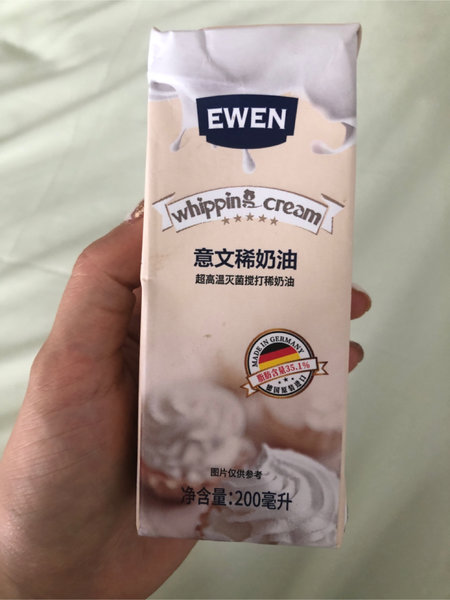 EWEN
whipping cream
意文稀奶油
超高温灭菌搅打稀奶油
MADE IN GERMANY
脂肪含量35.1%
德国原装进口
图片仅供参考
净含量:200毫升